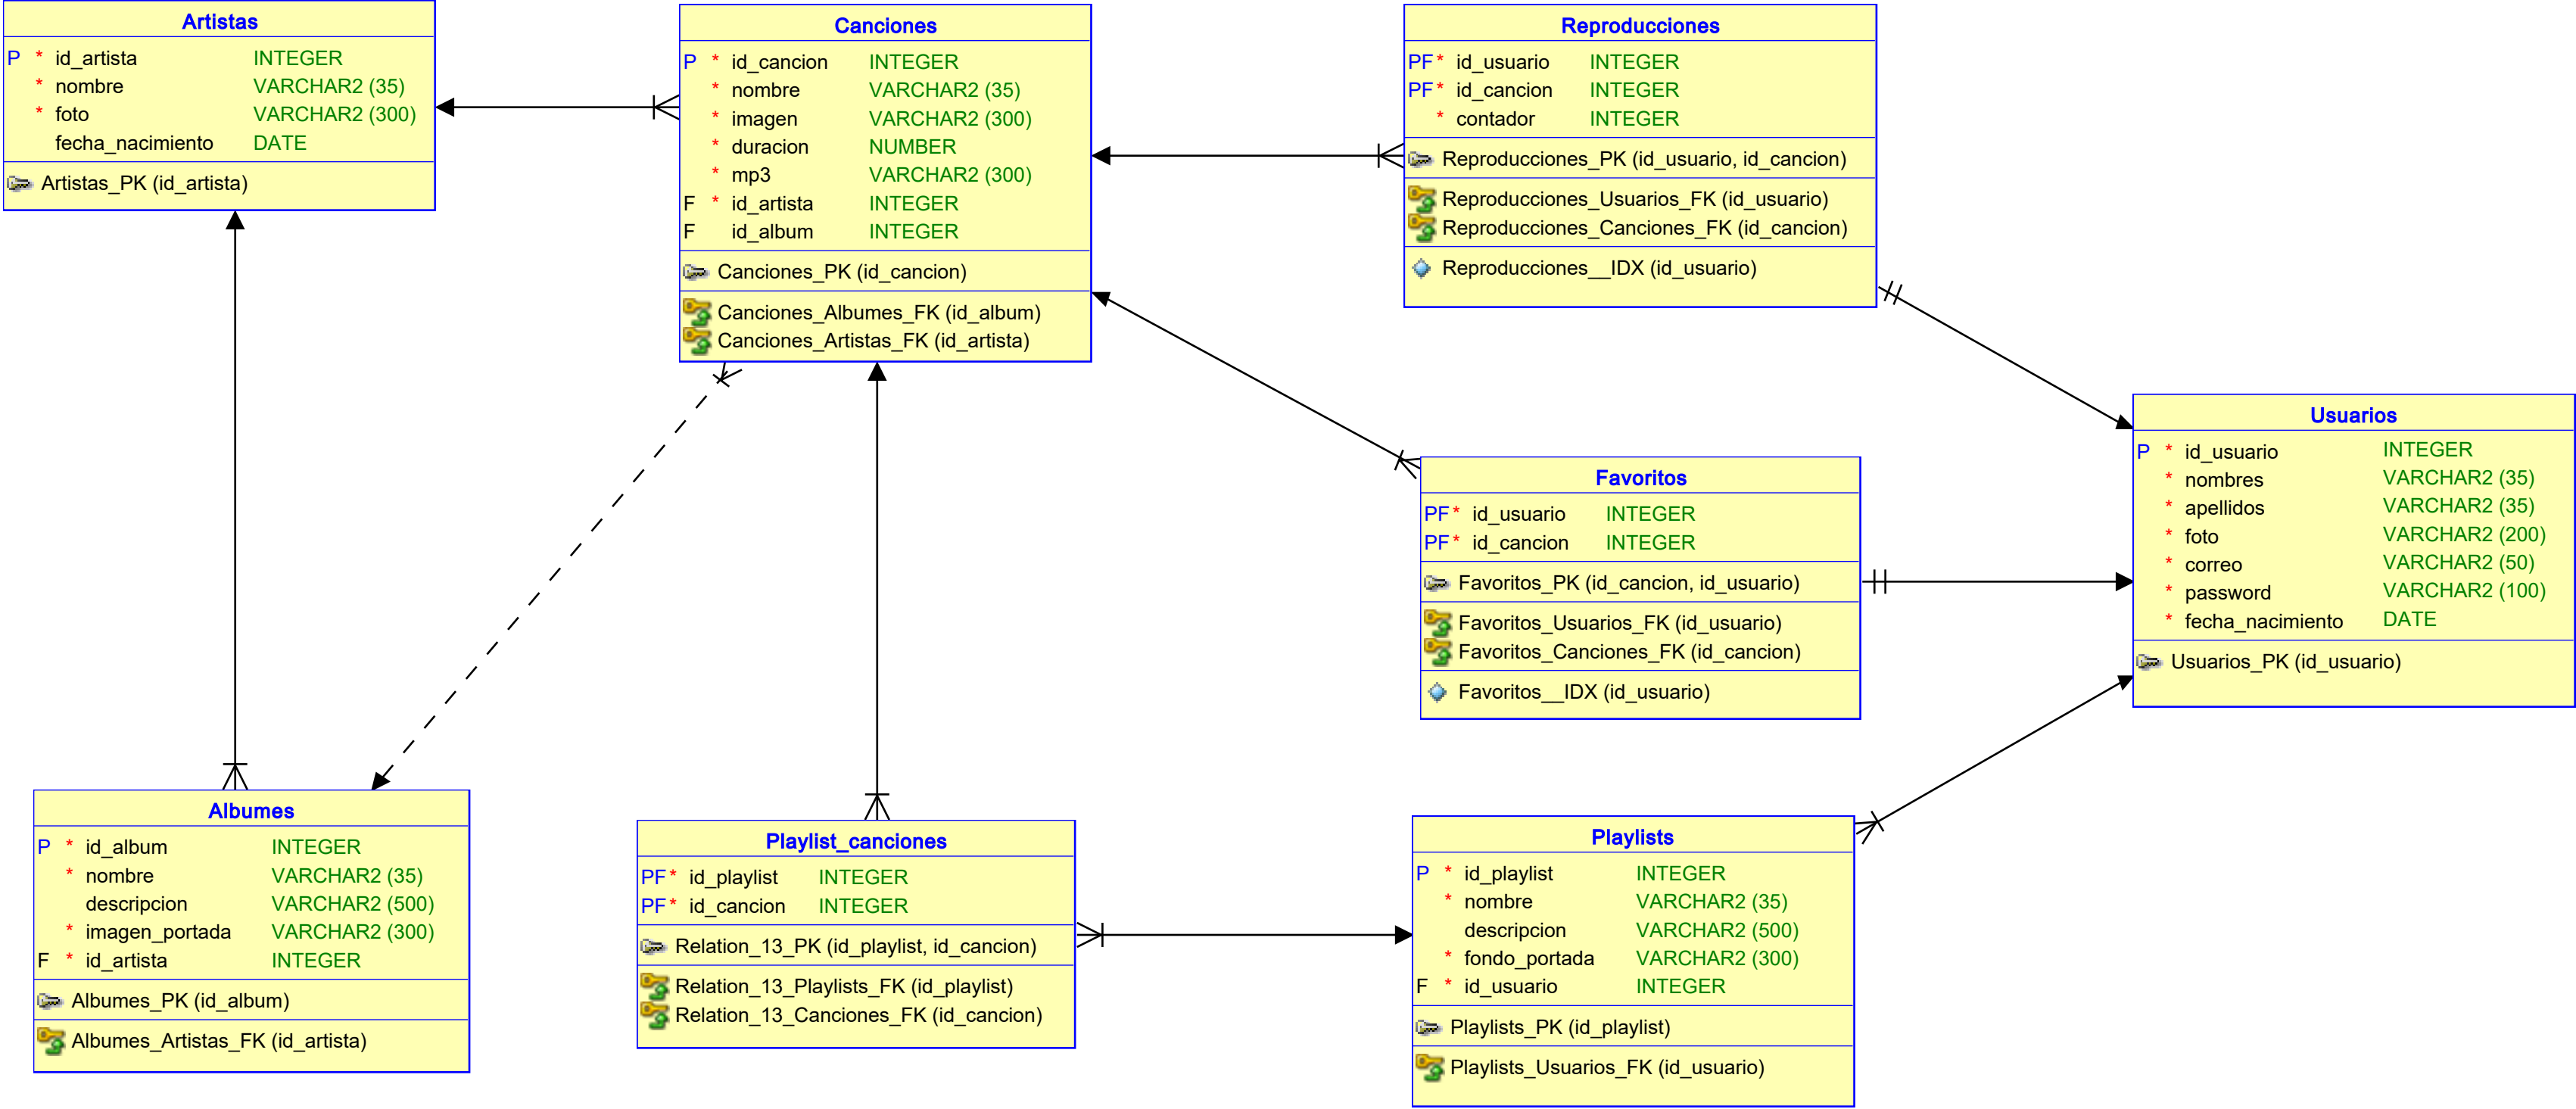 Artistas
P * id_artista INTEGER
* nombre VARCHAR2 (35)
* foto VARCHAR2 (300)
fecha_nacimiento DATE
Artistas_PK (id_artista)
Canciones
P * id_cancion INTEGER
* nombre VARCHAR2 (35)
* imagen VARCHAR2 (300)
* duracion NUMBER
* mp3 VARCHAR2 (300)
F * id_artista INTEGER
F id_album INTEGER
Canciones_PK (id_cancion)
Canciones_Albumes_FK (id_album)
Canciones_Artistas_FK (id_artista)
Reproducciones
PF * id_usuario INTEGER
PF * id_cancion INTEGER
* contador INTEGER
Reproducciones_PK (id_usuario, id_cancion)
Reproducciones_Usuarios_FK (id_usuario)
Reproducciones_Canciones_FK (id_cancion)
Reproducciones__IDX (id_usuario)
Usuarios
P * id_usuario INTEGER
* nombres VARCHAR2 (35)
* apellidos VARCHAR2 (35)
* foto VARCHAR2 (200)
* correo VARCHAR2 (50)
* password VARCHAR2 (100)
* fecha_nacimiento DATE
Usuarios_PK (id_usuario)
Favoritos
PF * id_usuario INTEGER
PF * id_cancion INTEGER
Favoritos_PK (id_cancion, id_usuario)
Favoritos_Usuarios_FK (id_usuario)
Favoritos_Canciones_FK (id_cancion)
Favoritos__IDX (id_usuario)
Albumes
P * id_album INTEGER
* nombre VARCHAR2 (35)
descripcion VARCHAR2 (500)
* imagen_portada VARCHAR2 (300)
F * id_artista INTEGER
Albumes_PK (id_album)
Albumes_Artistas_FK (id_artista)
Playlist_canciones
PF * id_playlist INTEGER
PF * id_cancion INTEGER
Relation_13_PK (id_playlist, id_cancion)
Relation_13_Playlists_FK (id_playlist)
Relation_13_Canciones_FK (id_cancion)
Playlists
P * id_playlist INTEGER
* nombre VARCHAR2 (35)
descripcion VARCHAR2 (500)
* fondo_portada VARCHAR2 (300)
F * id_usuario INTEGER
Playlists_PK (id_playlist)
Playlists_Usuarios_FK (id_usuario)